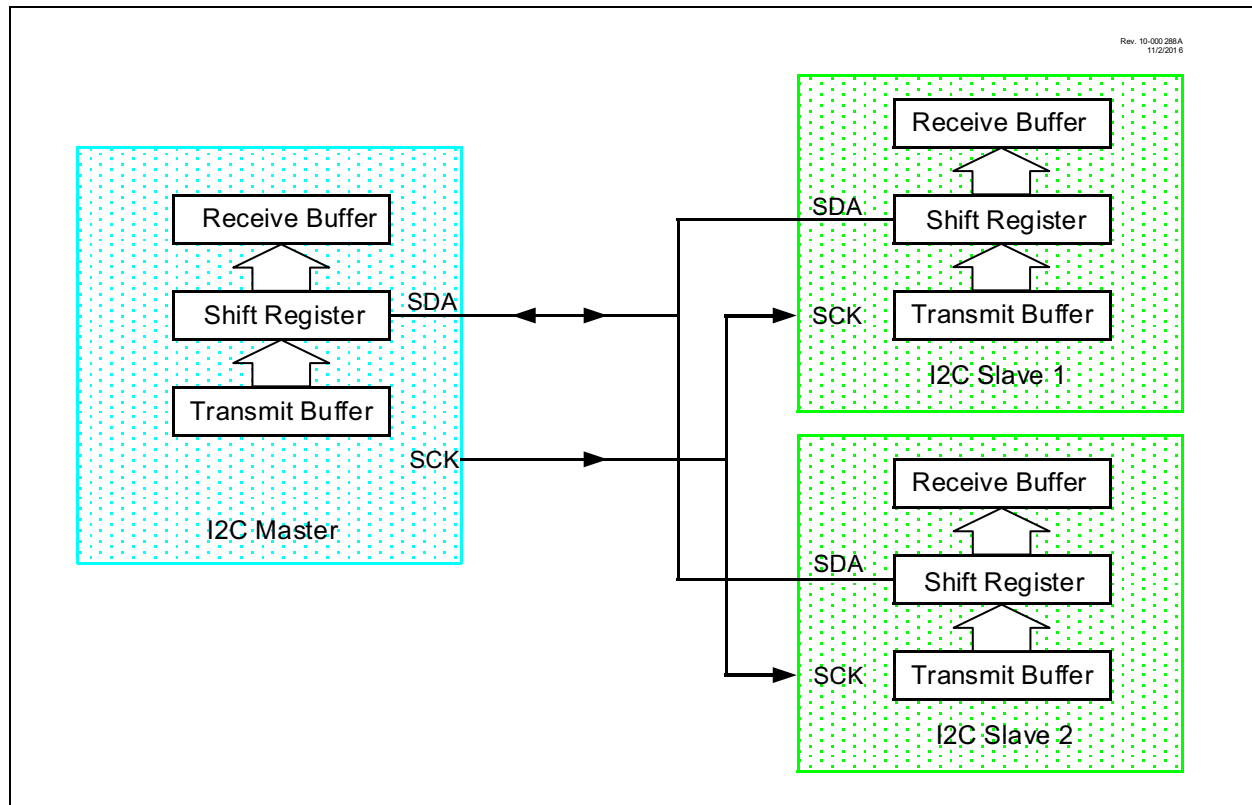 Rev. 10-000 288A
11/2/201 6
Receive Buffer
SDA
Shift Register
SCK
Transmit Buffer
I2C Slave 1
Receive Buffer
Shift Register
SDA
Transmit Buffer
SCK
I2C Master
Receive Buffer
SDA
Shift Register
SCK
Transmit Buffer
I2C Slave 2